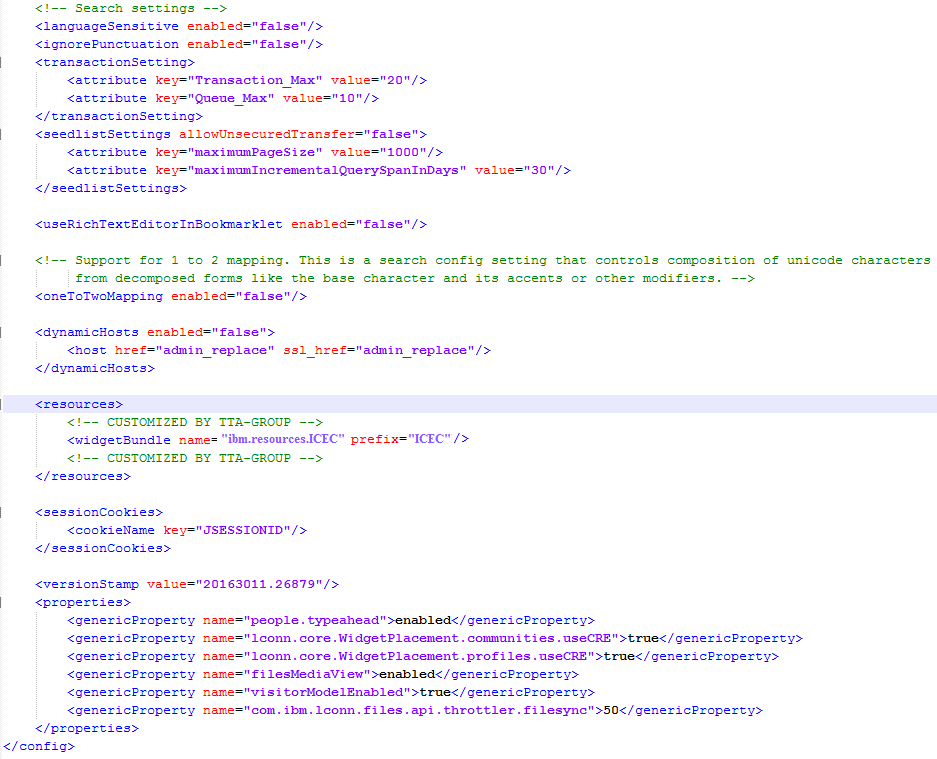 <!-- Search settings -->
<languageSensitive enabled="false"/>
<ignorePunctuation enabled="false"/>
<transactionSetting>
<attribute key="Transaction_Max" value="20"/>
<attribute key="Queue_Max" value="10"/>
</transactionSetting>
<seedlistSettings allowUnsecuredTransfer="false">
<attribute key="maximumPageSize" value="1000"/>
<attribute key="maximumIncrementalQuerySpanInDays" value="30"/>
</seedlistSettings>
<useRichTextEditorInBookmarklet enabled="false"/>
<!-- Support for 1 to 2 mapping. This is a search config setting that controls composition of unicode characters
from decomposed forms like the base character and its accents or other modifiers. -->
<oneToTwoMapping enabled="false"/>
<dynamicHosts enabled="false">
<host href="admin_replace" ssl_href="admin_replace"/>
</dynamicHosts>
<resources>
<!-- CUSTOMIZED BY TTA-GROUP -->
<widgetBundle name= "ibm.resources.ICEC" prefix="ICEC"/>
<!-- CUSTOMIZED BY TTA-GROUP -->
</resources>
<sessionCookies>
<cookieName key="JSESSIONID"/>
</sessionCookies>
<versionStamp value="20163011.26879"/>
<properties>
<genericProperty name="people.typeahead">enabled</genericProperty>
<genericProperty name="lconn.core.WidgetPlacement.communities.useCRE">true</genericProperty>
<genericProperty name="lconn.core.WidgetPlacement.profiles.useCRE">true</genericProperty>
<genericProperty name="filesMediaView">enabled</genericProperty>
<genericProperty name="visitorModelEnabled">true</genericProperty>
<genericProperty name="com.ibm.lconn.files.api.throttler.filesync">50</genericProperty>
</properties>
</config>